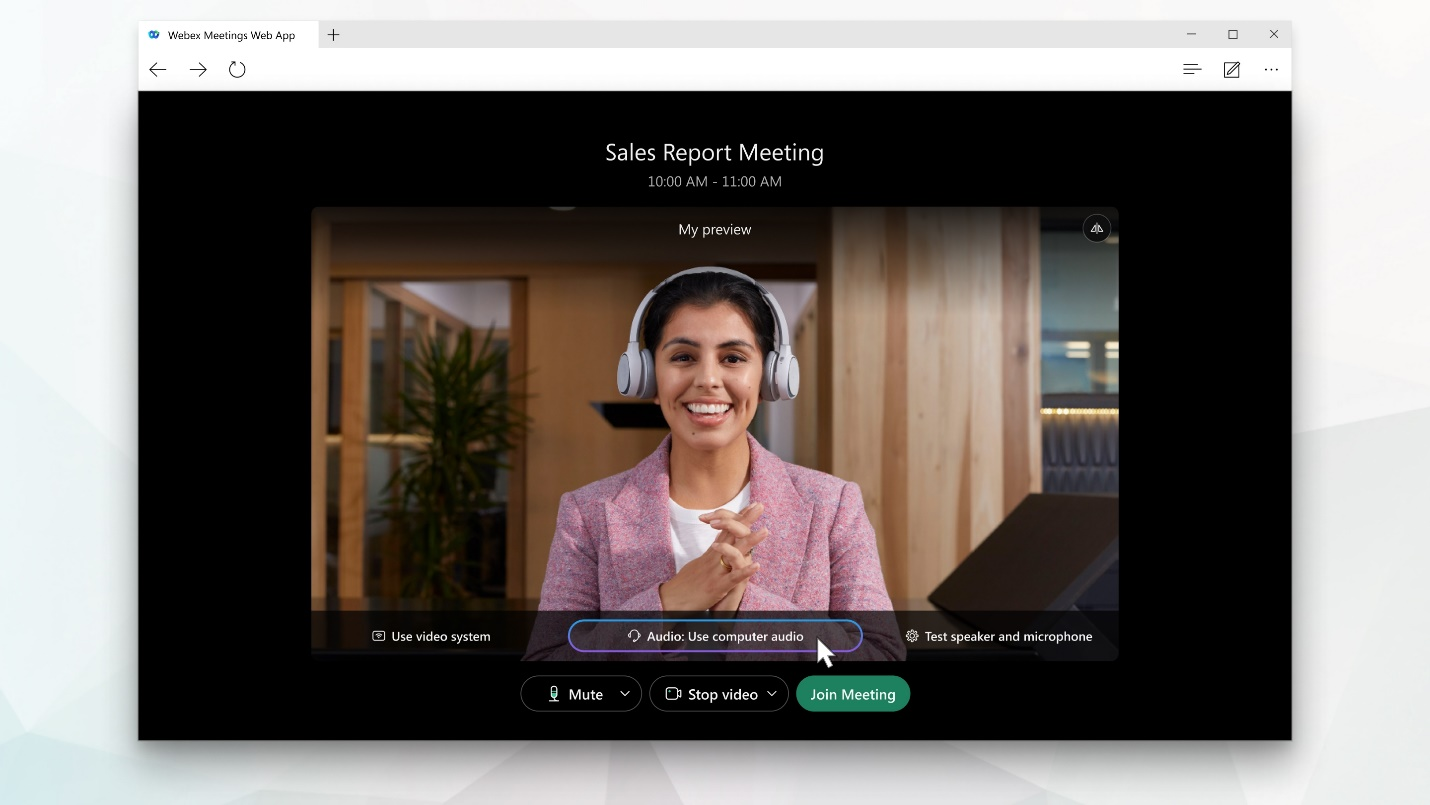 Webex Meetings Web App
Sales Report Meeting
10:00 AM - 11:00 AM
My preview
Use video system
Audio: Use computer audio
Test speaker and microphone
Mute
Stop video
Join Meeting